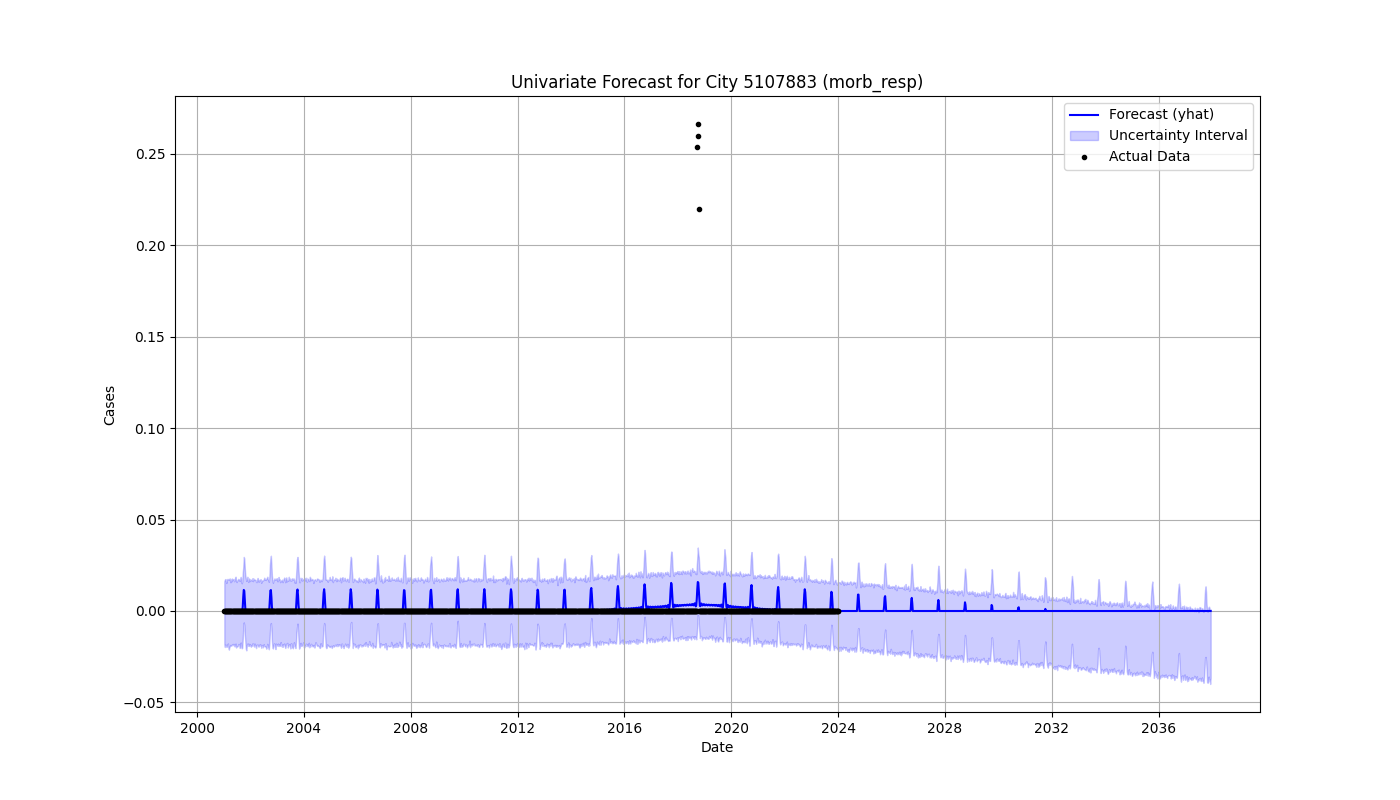 Univariate Forecast for City 5107883 (morb_resp)
Forecast (yhat)
Uncertainty Interval
Actual Data
0.25
0.20
0.15
0.10
0.05
0.00
−0.05
Cases
2000 2004 2008 2012 2016 2020 2024 2028 2032 2036
Date